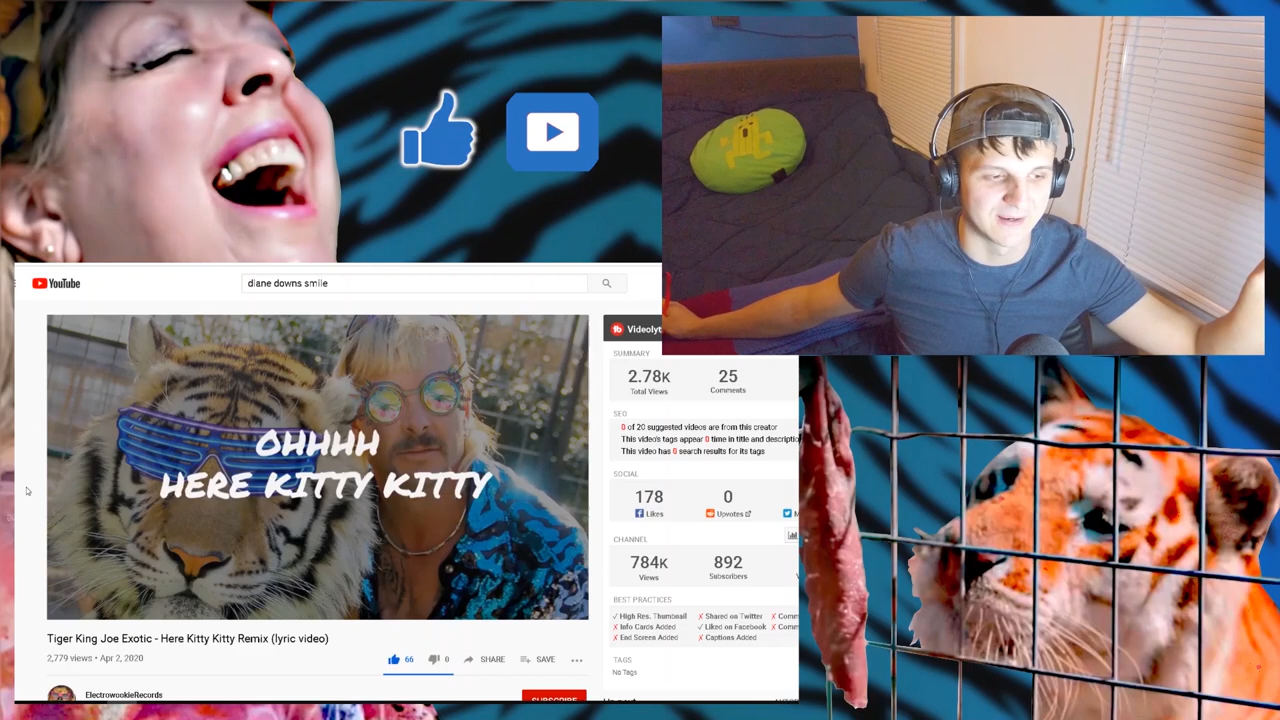 YouTube
diane downs smile
OHHHH
HERE KITTY KITTY
Tiger King Joe Exotic - Here Kitty Kitty Remix (lyric video)
2,779 views • Apr 2, 2020
66
0
SHARE
SAVE
ElectrowookieRecords
SUBSCRIBE
SUMMARY
2.78K
25
Total Views
Comments
SEO
0 of 20 suggested videos are from this creator
This video's tags appear 0 time in title and descriptio
This video has 0 search results for its tags
SOCIAL
178
0
Likes
Upvotes
CHANNEL
784K
892
Views
Subscribers
BEST PRACTICES
✓ High Res. Thumbnail
✗ Shared on Twitter
✗ Comm
✗ Info Cards Added
✓ Liked on Facebook
✗ Comm
✗ End Screen Added
✗ Captions Added
TAGS
No Tags